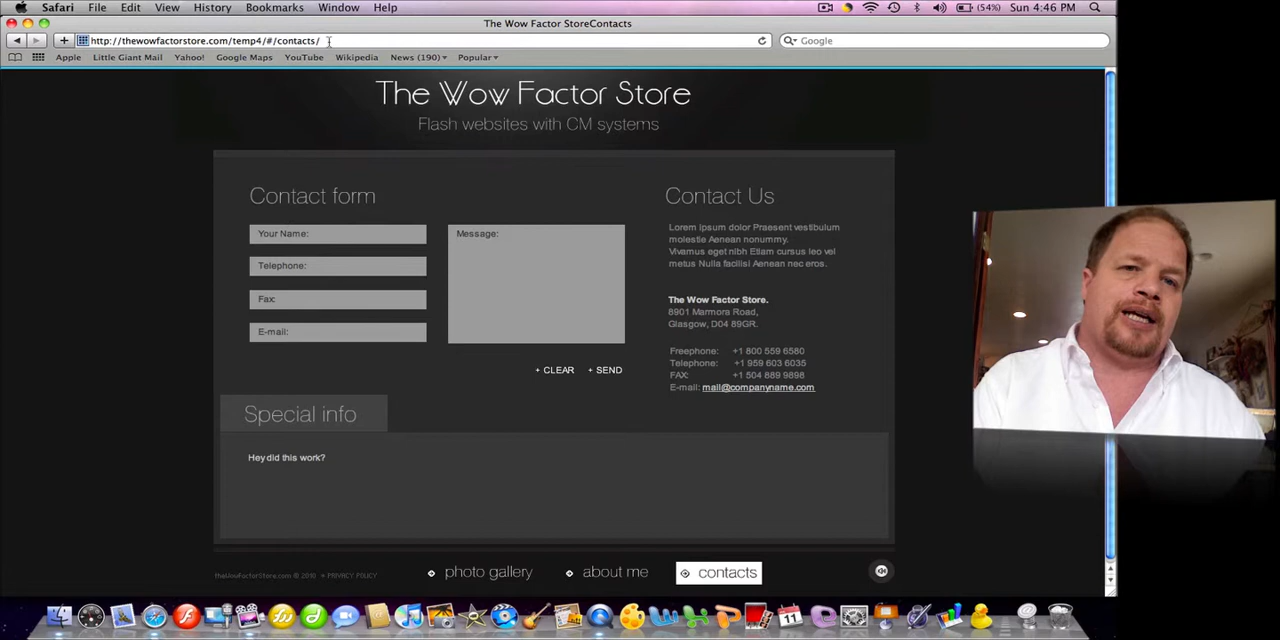 Safari File Edit View History Bookmarks Window Help (54%) Sun 4:46 PM
The Wow Factor StoreContacts
http://thewowfactorstore.com/temp4/#/contacts/ Google
Apple Little Giant Mail Yahoo! Google Maps YouTube Wikipedia News (190) Popular
The Wow Factor Store
Flash websites with CM systems
Contact form
Your Name:
Telephone:
Fax:
E-mail:
Message:
+ CLEAR + SEND
Contact Us
Lorem ipsum dolor Praesent vestibulum
molestie Aenean nonummy.
Vivamus eget nibh Etiam cursus leo vel
metus Nulla facilisi Aenean nec eros.
The Wow Factor Store.
8901 Marmora Road,
Glasgow, D04 89GR.
Freephone: +1 800 559 6580
Telephone: +1 959 603 6035
FAX: +1 504 889 9898
E-mail: mail@companyname.com
Special info
Hey did this work?
TheWowFactorStore.com © 2010 + PRIVACY POLICY
photo gallery about me contacts
11